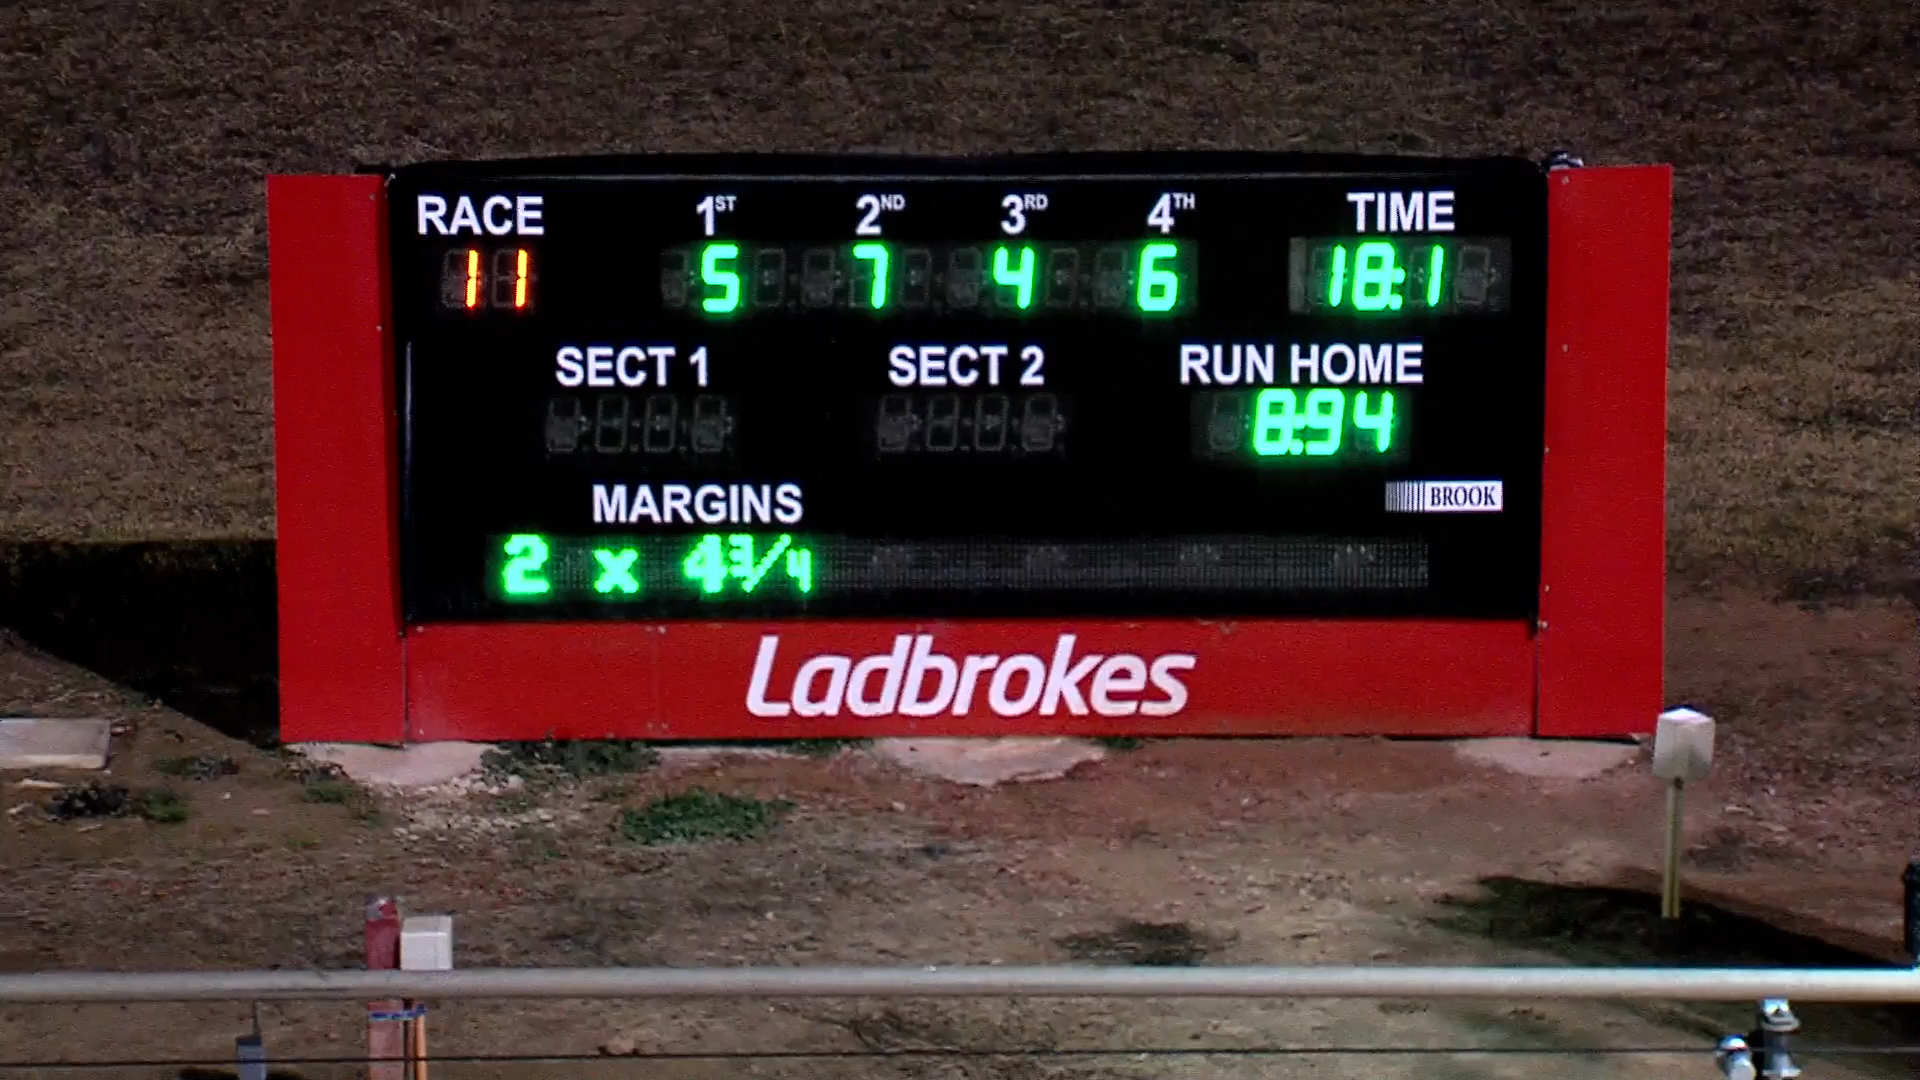 RACE 1ST 2ND 3RD 4TH TIME
11 5 7 4 6 18:1
SECT 1 SECT 2 RUN HOME
8:94
MARGINS BROOK
2 x 4¾
Ladbrokes